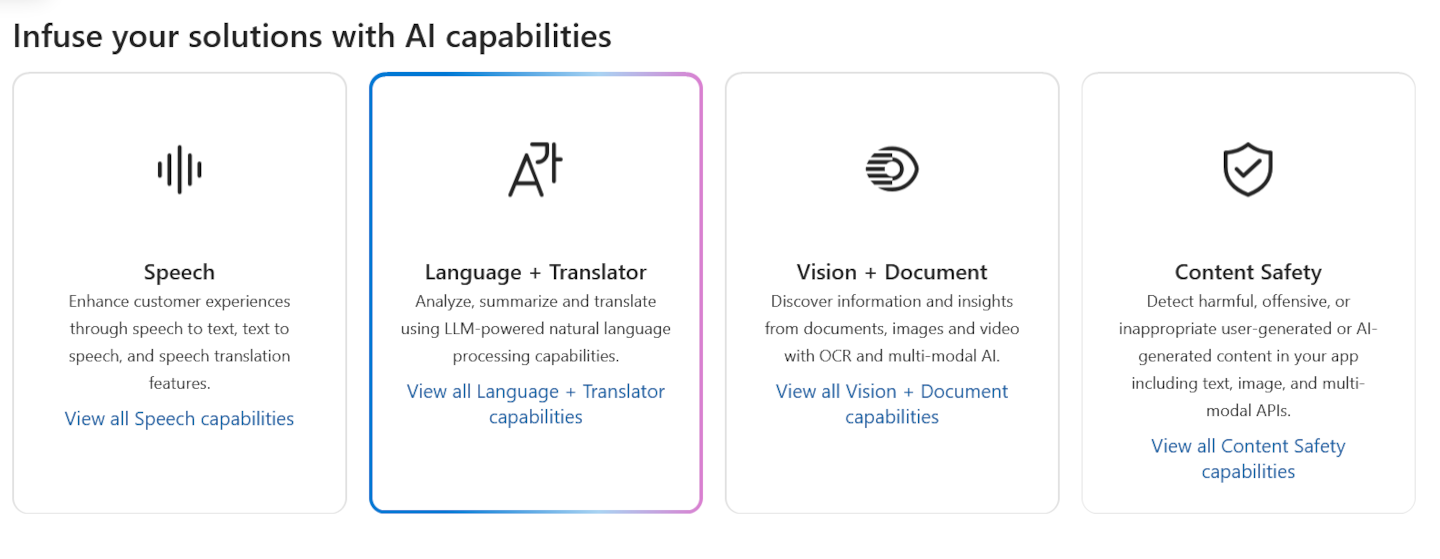 Infuse your solutions with AI capabilities
Speech
Enhance customer experiences
through speech to text, text to
speech, and speech translation
features.
View all Speech capabilities
Language + Translator
Analyze, summarize and translate
using LLM-powered natural language
processing capabilities.
View all Language + Translator
capabilities
Vision + Document
Discover information and insights
from documents, images and video
with OCR and multi-modal AI.
View all Vision + Document
capabilities
Content Safety
Detect harmful, offensive, or
inappropriate user-generated or AI-
generated content in your app
including text, image, and multi-
modal APIs.
View all Content Safety
capabilities